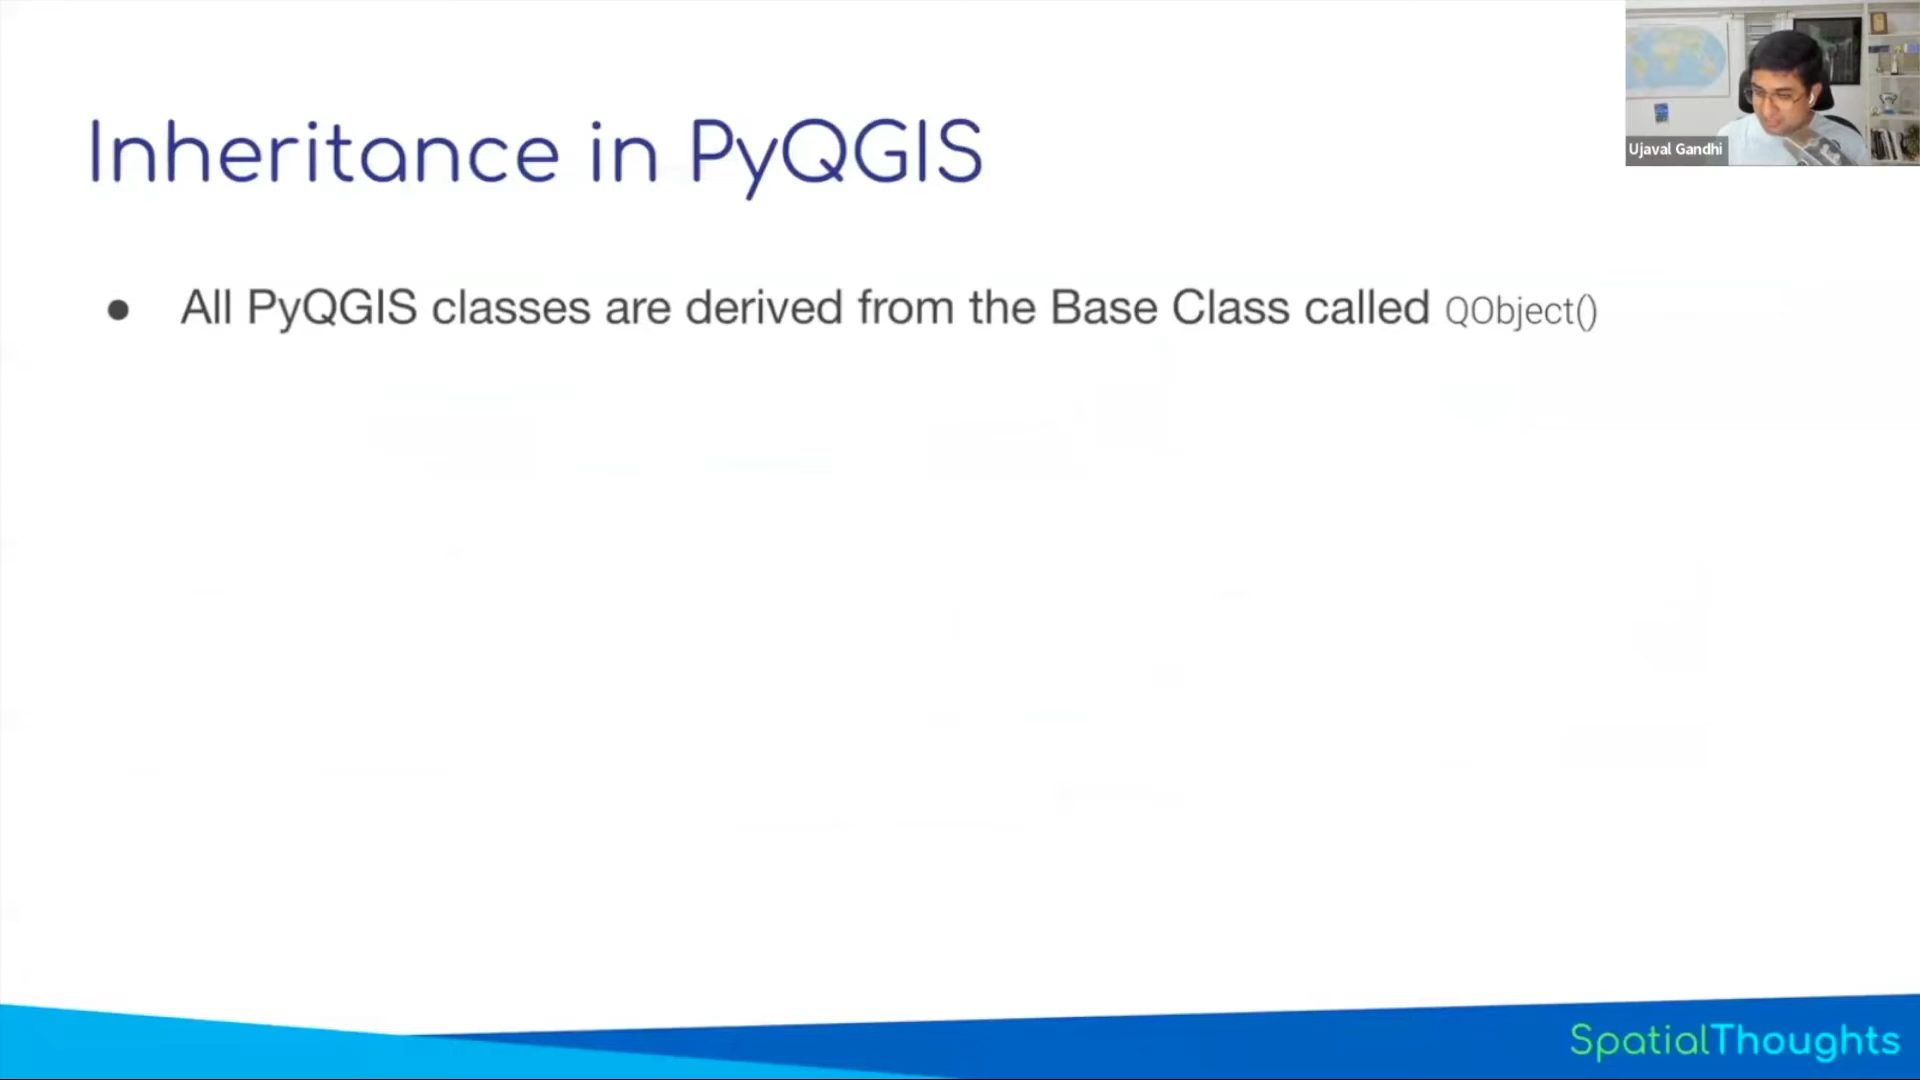 Inheritance in PyQGIS
Ujaval Gandhi
● All PyQGIS classes are derived from the Base Class called QObject()
SpatialThoughts